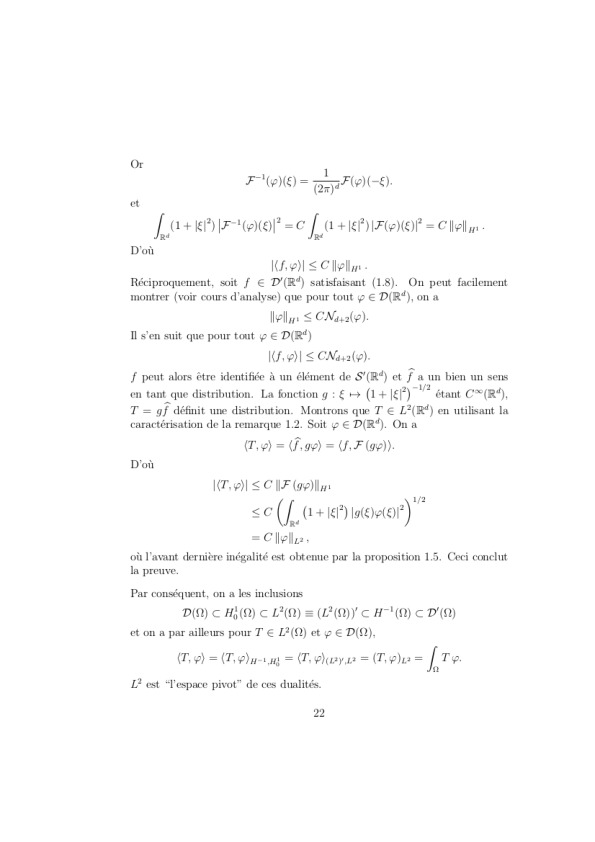 Or
$$\mathcal{F}^{-1}(\varphi)(\xi) = \frac{1}{(2\pi)^d}\mathcal{F}(\varphi)(-\xi).$$
et
$$\int_{\mathbb{R}^d} (1 + |\xi|^2) \left|\mathcal{F}^{-1}(\varphi)(\xi)\right|^2 = C \int_{\mathbb{R}^d} (1 + |\xi|^2) |\mathcal{F}(\varphi)(\xi)|^2 = C \|\varphi\|_{H^1}.$$
D'où
$$|\langle f, \varphi\rangle| \leq C \|\varphi\|_{H^1}.$$
Réciproquement, soit $f \in \mathcal{D}'(\mathbb{R}^d)$ satisfaisant (1.8). On peut facilement
montrer (voir cours d'analyse) que pour tout $\varphi \in \mathcal{D}(\mathbb{R}^d)$, on a
$$\|\varphi\|_{H^1} \leq C\mathcal{N}_{d+2}(\varphi).$$
Il s'en suit que pour tout $\varphi \in \mathcal{D}(\mathbb{R}^d)$
$$|\langle f, \varphi\rangle| \leq C\mathcal{N}_{d+2}(\varphi).$$
$f$ peut alors être identifiée à un élément de $\mathcal{S}'(\mathbb{R}^d)$ et $\widehat{f}$ a un bien un sens
en tant que distribution. La fonction $g : \xi \mapsto \left(1 + |\xi|^2\right)^{-1/2}$ étant $C^\infty(\mathbb{R}^d)$,
$T = g\widehat{f}$ définit une distribution. Montrons que $T \in L^2(\mathbb{R}^d)$ en utilisant la
caractérisation de la remarque 1.2. Soit $\varphi \in \mathcal{D}(\mathbb{R}^d)$. On a
$$\langle T, \varphi\rangle = \langle \widehat{f}, g\varphi\rangle = \langle f, \mathcal{F}(g\varphi)\rangle.$$
D'où
$$|\langle T, \varphi\rangle| \leq C \|\mathcal{F}(g\varphi)\|_{H^1}$$
$$\leq C \left(\int_{\mathbb{R}^d} \left(1 + |\xi|^2\right) |g(\xi)\varphi(\xi)|^2\right)^{1/2}$$
$$= C \|\varphi\|_{L^2},$$
où l'avant dernière inégalité est obtenue par la proposition 1.5. Ceci conclut
la preuve.
Par conséquent, on a les inclusions
$$\mathcal{D}(\Omega) \subset H_0^1(\Omega) \subset L^2(\Omega) \equiv (L^2(\Omega))' \subset H^{-1}(\Omega) \subset \mathcal{D}'(\Omega)$$
et on a par ailleurs pour $T \in L^2(\Omega)$ et $\varphi \in \mathcal{D}(\Omega)$,
$$\langle T, \varphi\rangle = \langle T, \varphi\rangle_{H^{-1}, H_0^1} = \langle T, \varphi\rangle_{(L^2)', L^2} = (T, \varphi)_{L^2} = \int_\Omega T\varphi.$$
$L^2$ est “l'espace pivot” de ces dualités.
22